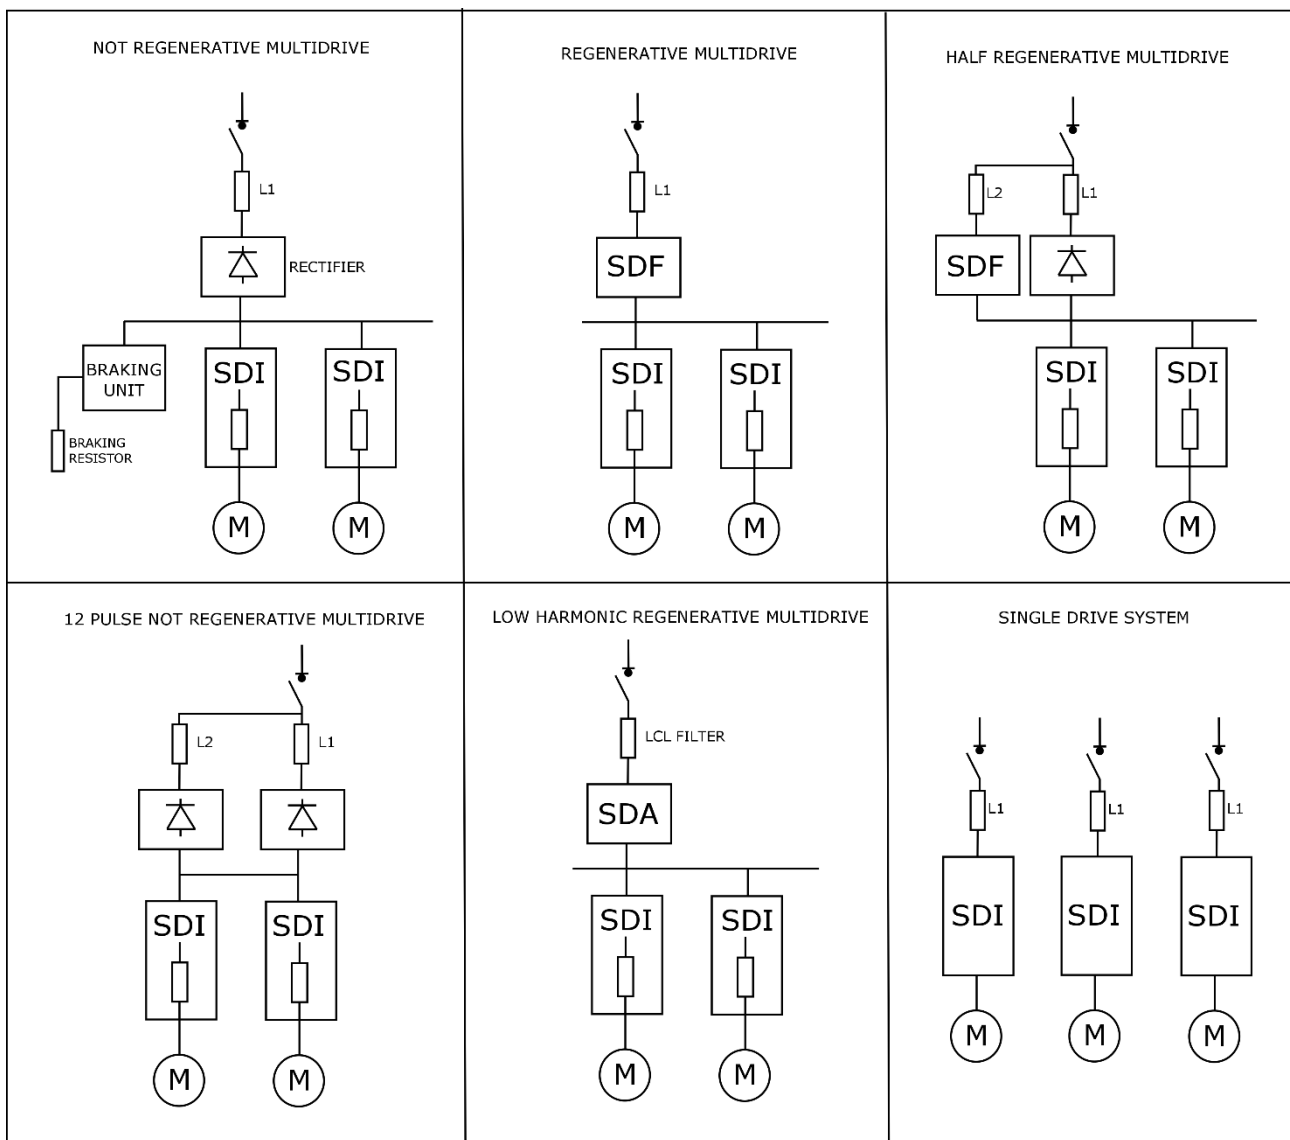 NOT REGENERATIVE MULTIDRIVE
L1
RECTIFIER
BRAKING
UNIT
SDI
SDI
BRAKING
RESISTOR
M
M
REGENERATIVE MULTIDRIVE
L1
SDF
SDI
SDI
M
M
HALF REGENERATIVE MULTIDRIVE
L2
L1
SDF
SDI
SDI
M
M
12 PULSE NOT REGENERATIVE MULTIDRIVE
L2
L1
SDI
SDI
M
M
LOW HARMONIC REGENERATIVE MULTIDRIVE
LCL FILTER
SDA
SDI
SDI
M
M
SINGLE DRIVE SYSTEM
L1
L1
L1
SDI
SDI
SDI
M
M
M